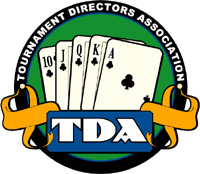 TOURNAMENT DIRECTORS ASSOCIATION
10 J Q K A
TDA